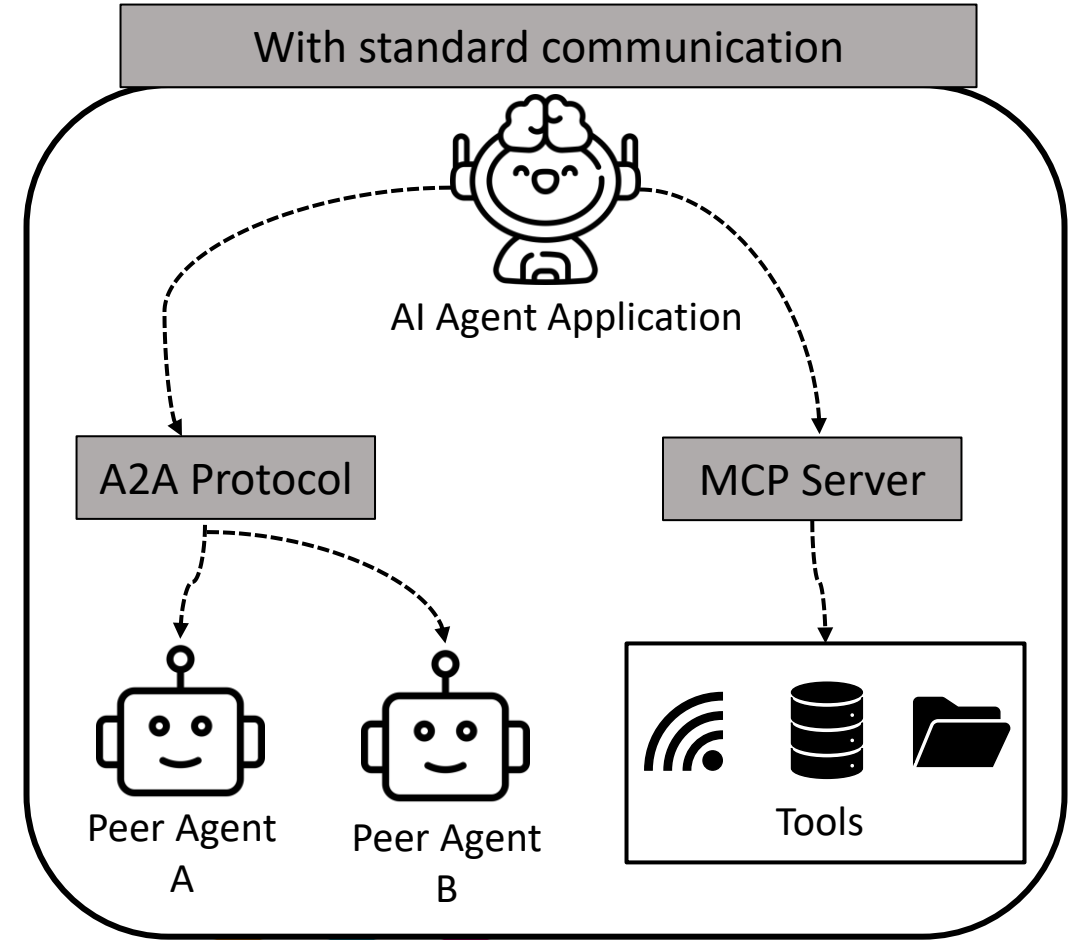 With standard communication
AI Agent Application
A2A Protocol
MCP Server
Peer Agent
A
Peer Agent
B
Tools